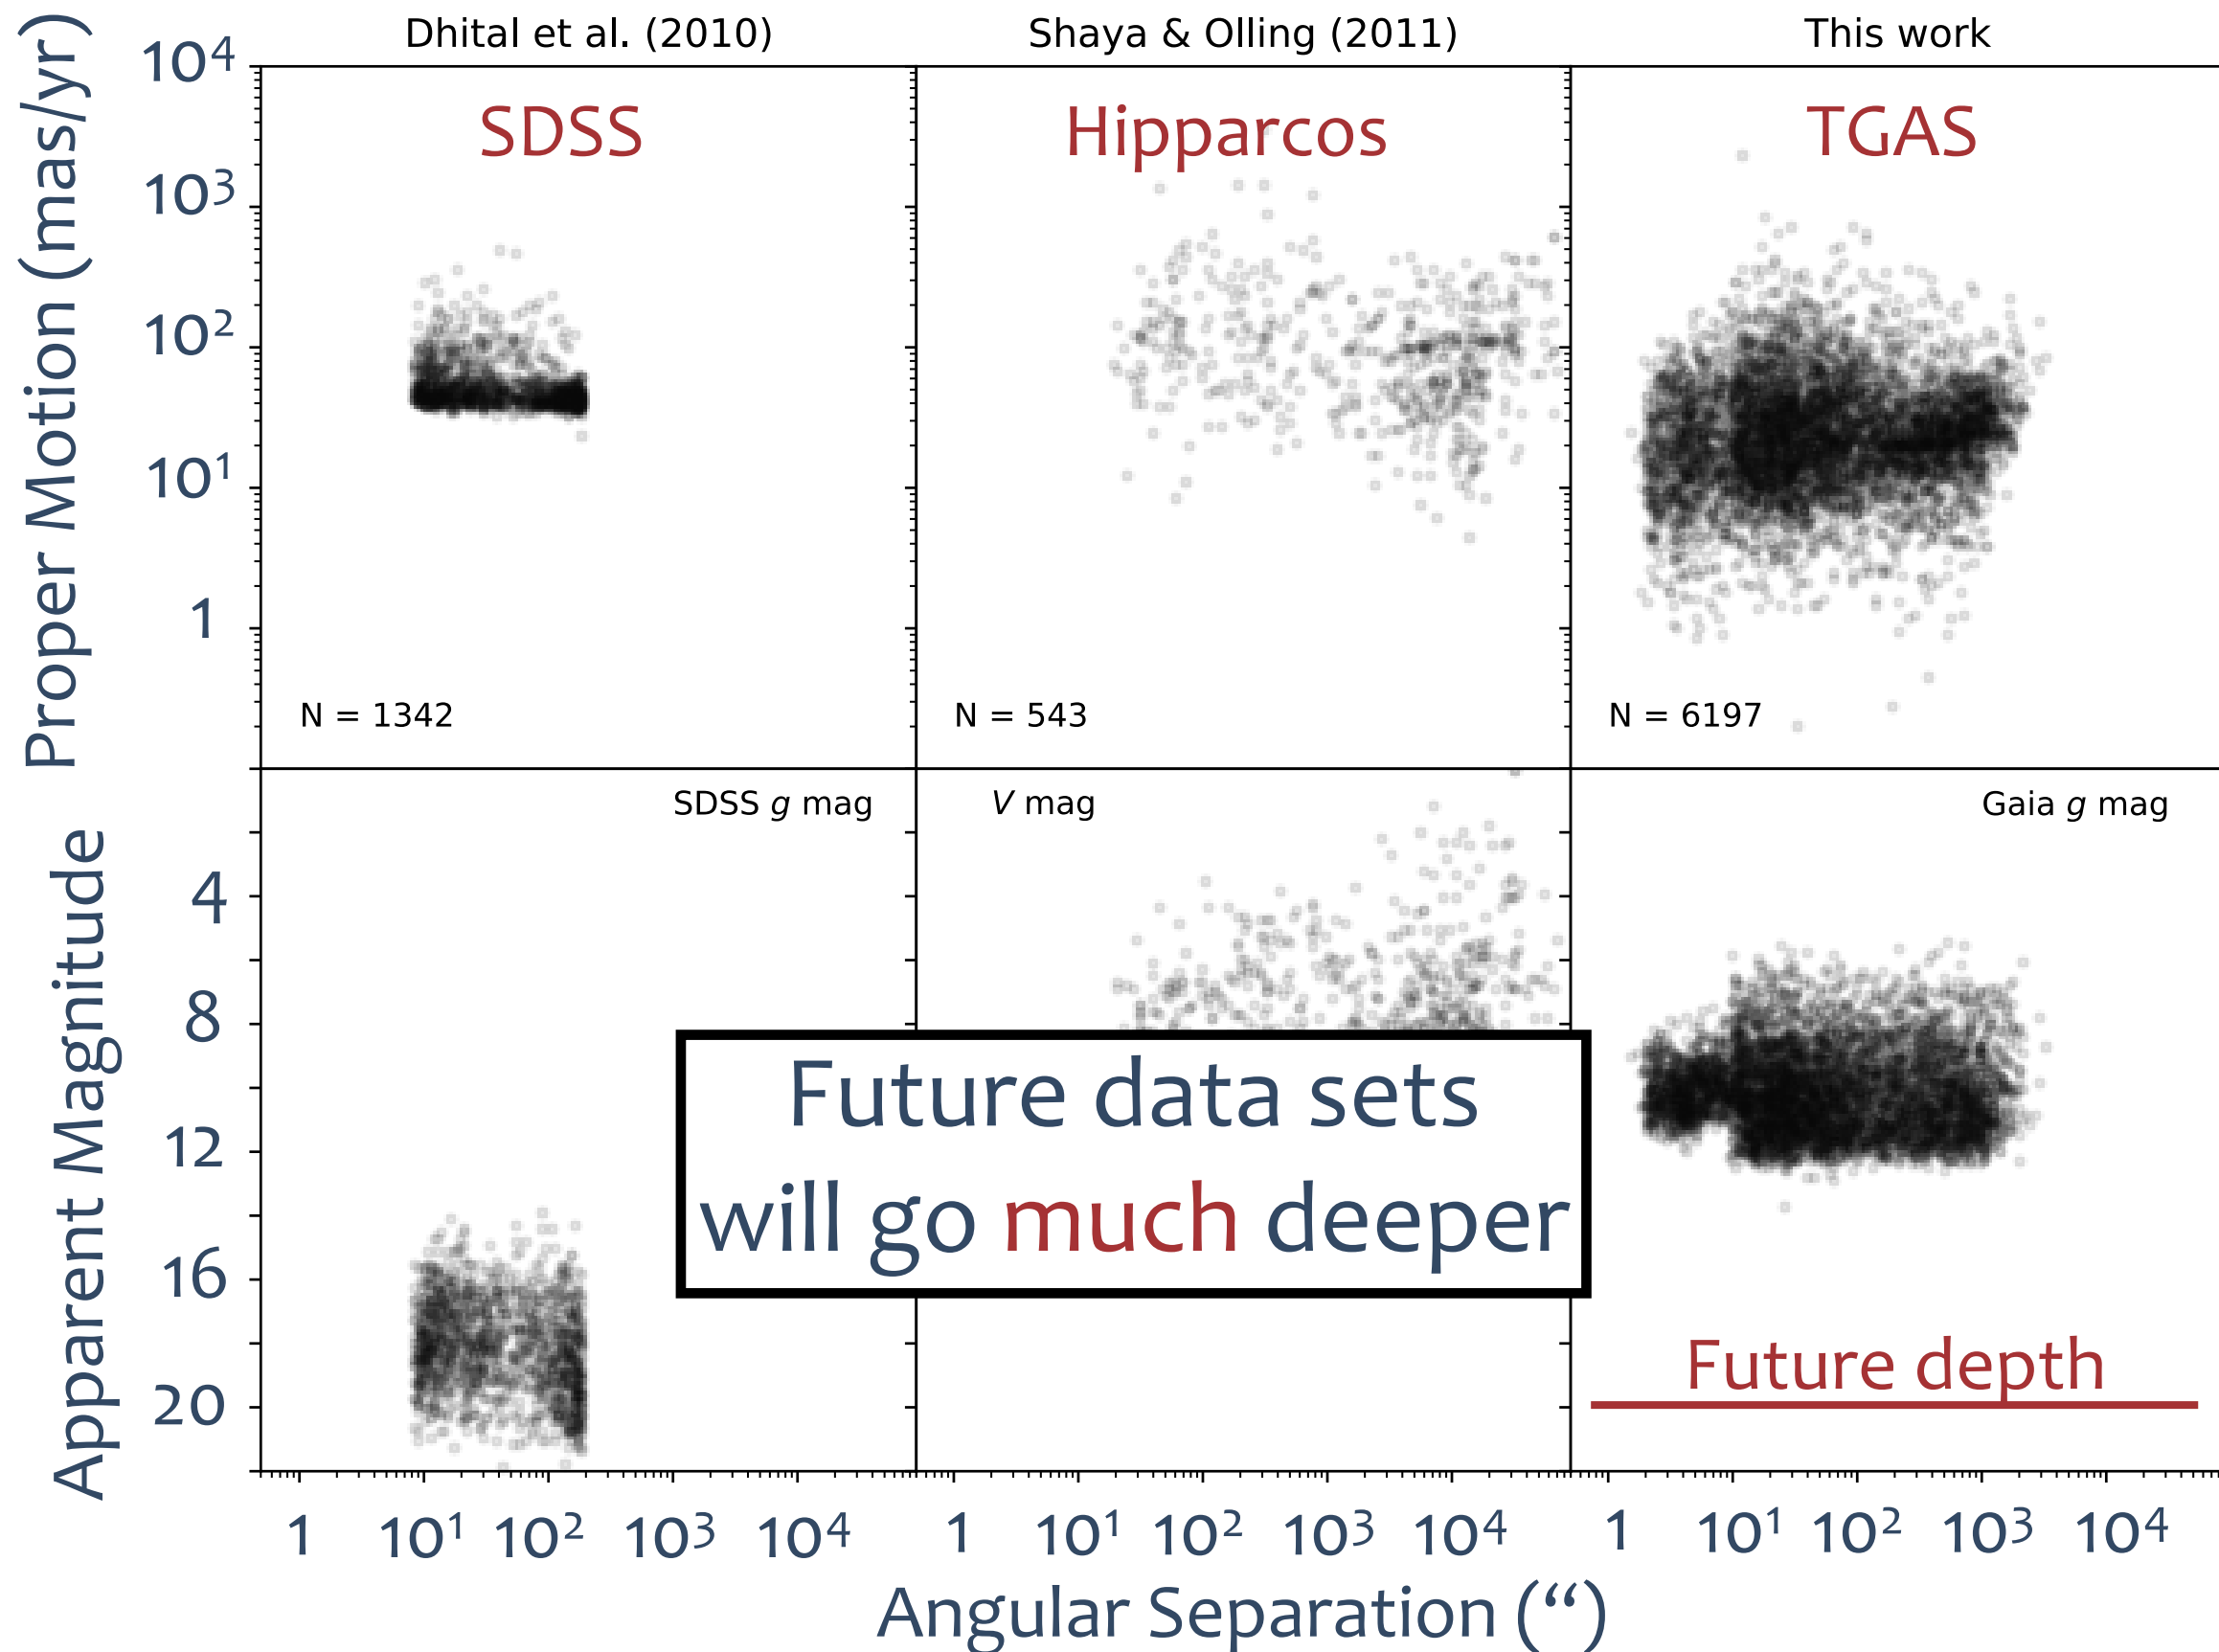 Dhital et al. (2010)
Shaya & Olling (2011)
This work
Proper Motion (mas/yr)
10⁴
10³
10²
10¹
1
SDSS
Hipparcos
TGAS
N = 1342
N = 543
N = 6197
Apparent Magnitude
4
8
12
16
20
SDSS g mag
V mag
Gaia g mag
Future data sets
will go much deeper
Future depth
1 10¹ 10² 10³ 10⁴
1 10¹ 10² 10³ 10⁴
1 10¹ 10² 10³ 10⁴
Angular Separation (“)